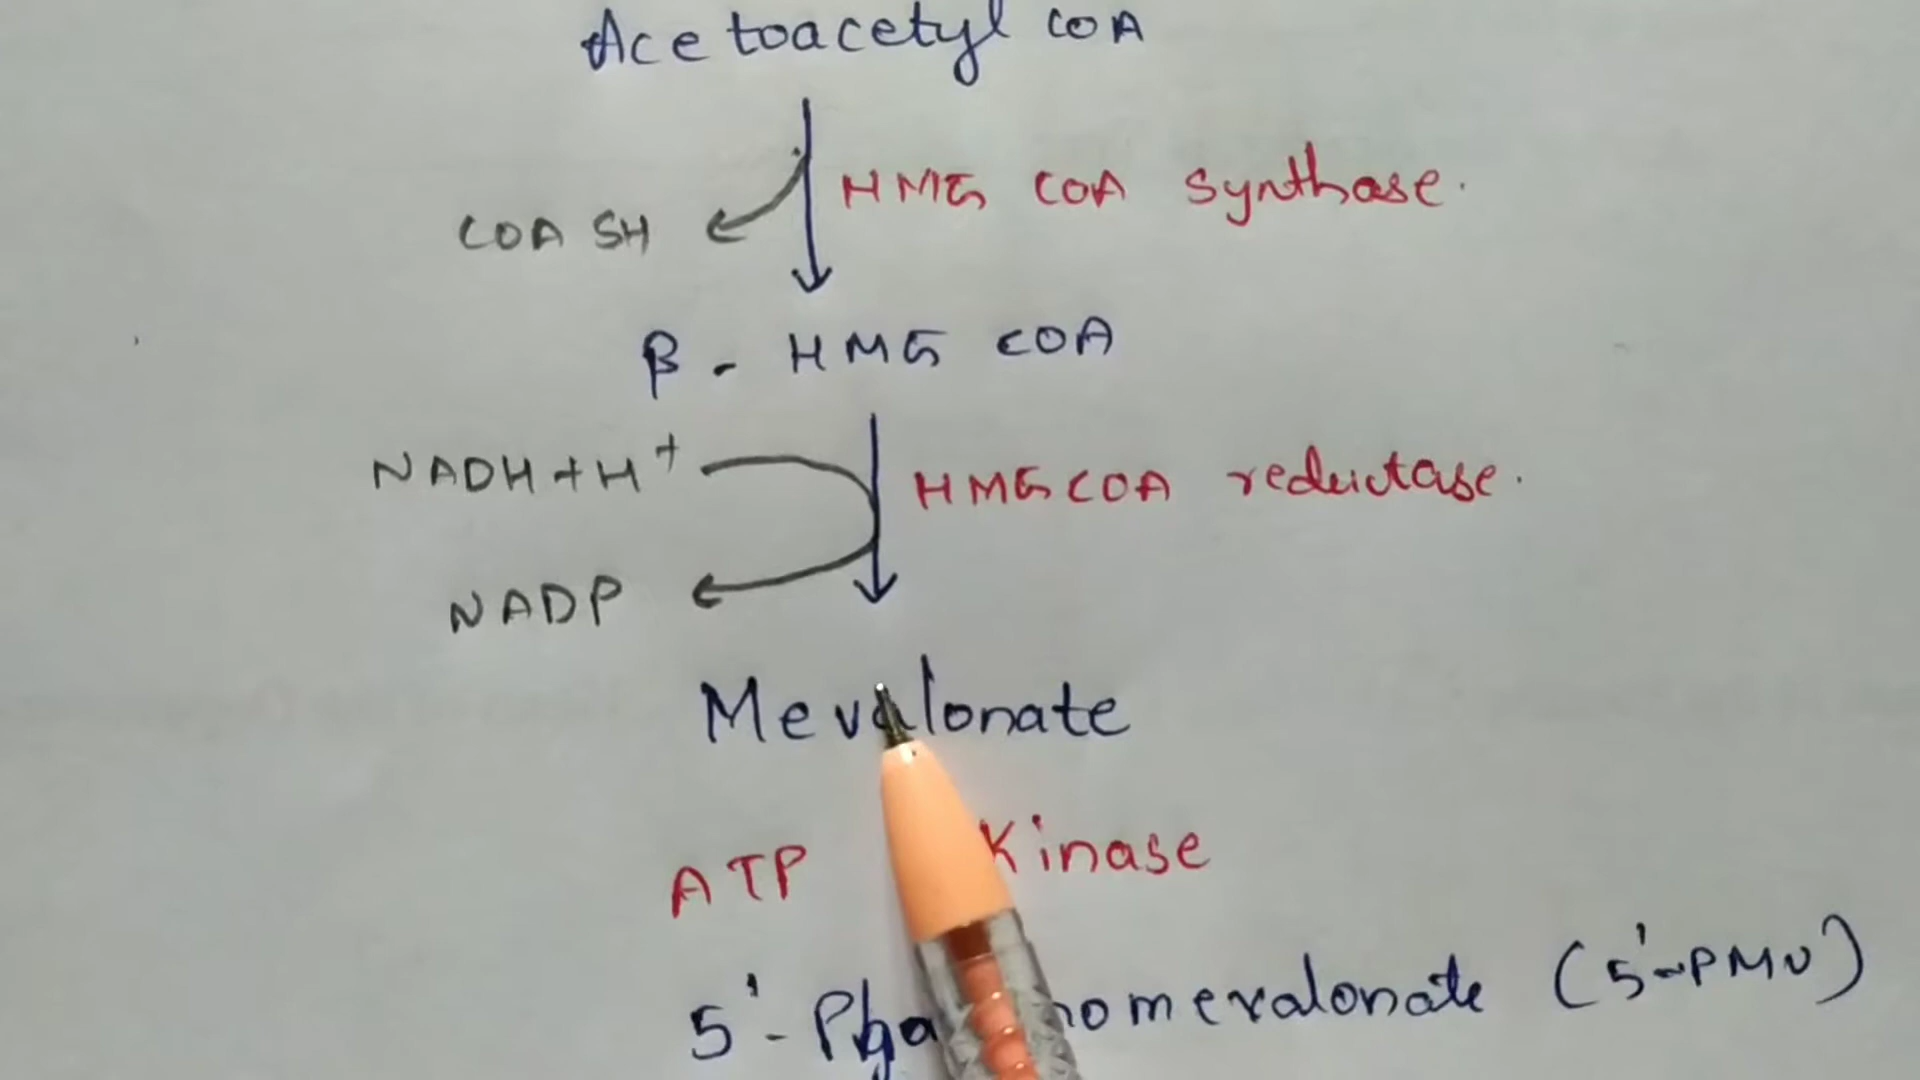 Acetoacetyl COA
HMG COA Synthase.
COA SH
β - HMG COA
NADH+H+
HMG COA reductase.
NADP
Mevalonate
ATP Kinase
5'- (5'-PMV)